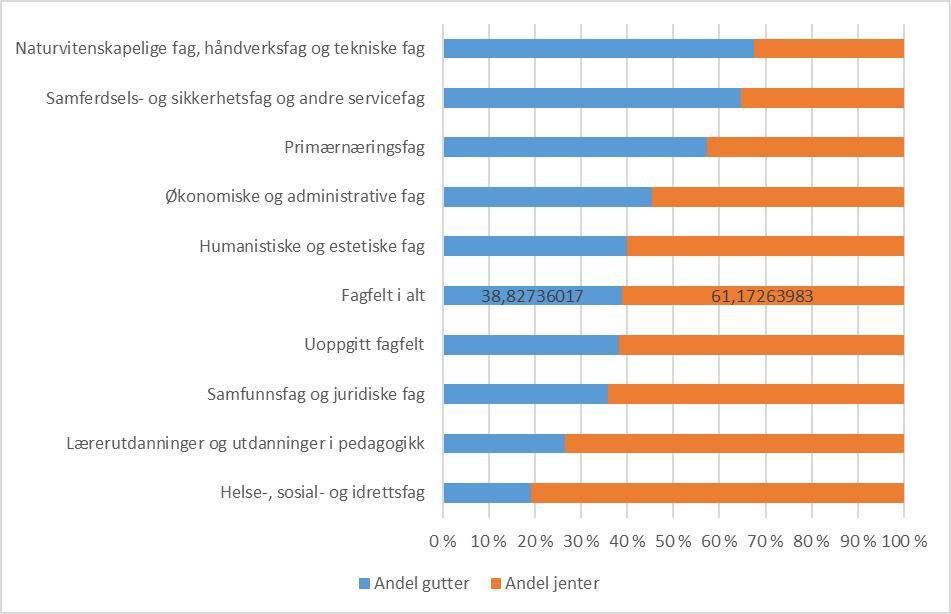 Naturvitenskapelige fag, håndverksfag og tekniske fag
Samferdsels- og sikkerhetsfag og andre servicefag
Primærnæringsfag
Økonomiske og administrative fag
Humanistiske og estetiske fag
Fagfelt i alt 38,82736017 61,17263983
Uoppgitt fagfelt
Samfunnsfag og juridiske fag
Lærerutdanninger og utdanninger i pedagogikk
Helse-, sosial- og idrettsfag
0 % 10 % 20 % 30 % 40 % 50 % 60 % 70 % 80 % 90 % 100 %
Andel gutter Andel jenter